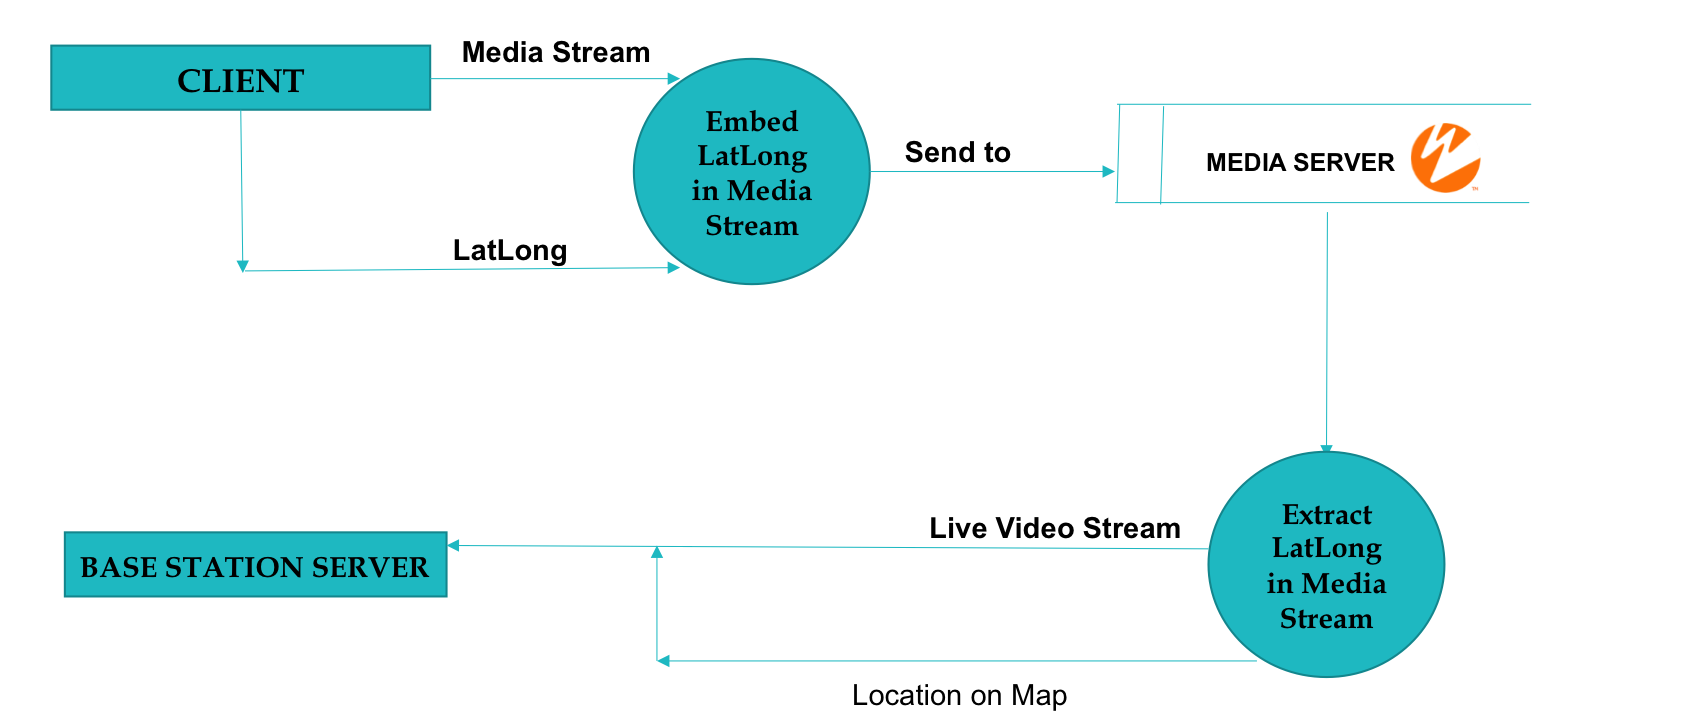 Media Stream
CLIENT
Embed
LatLong
in Media
Stream
Send to
MEDIA SERVER
TM
LatLong
Live Video Stream
BASE STATION SERVER
Extract
LatLong
in Media
Stream
Location on Map